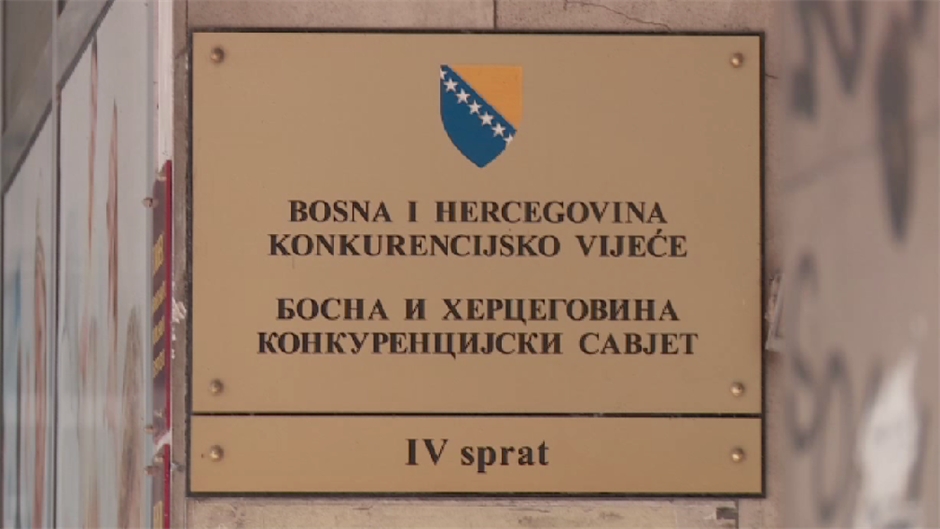 BOSNA I HERCEGOVINA
KONKURENCIJSKO VIJEĆE
БОСНА И ХЕРЦЕГОВИНА
КОНКУРЕНЦИЈСКИ САВЈЕТ
IV sprat